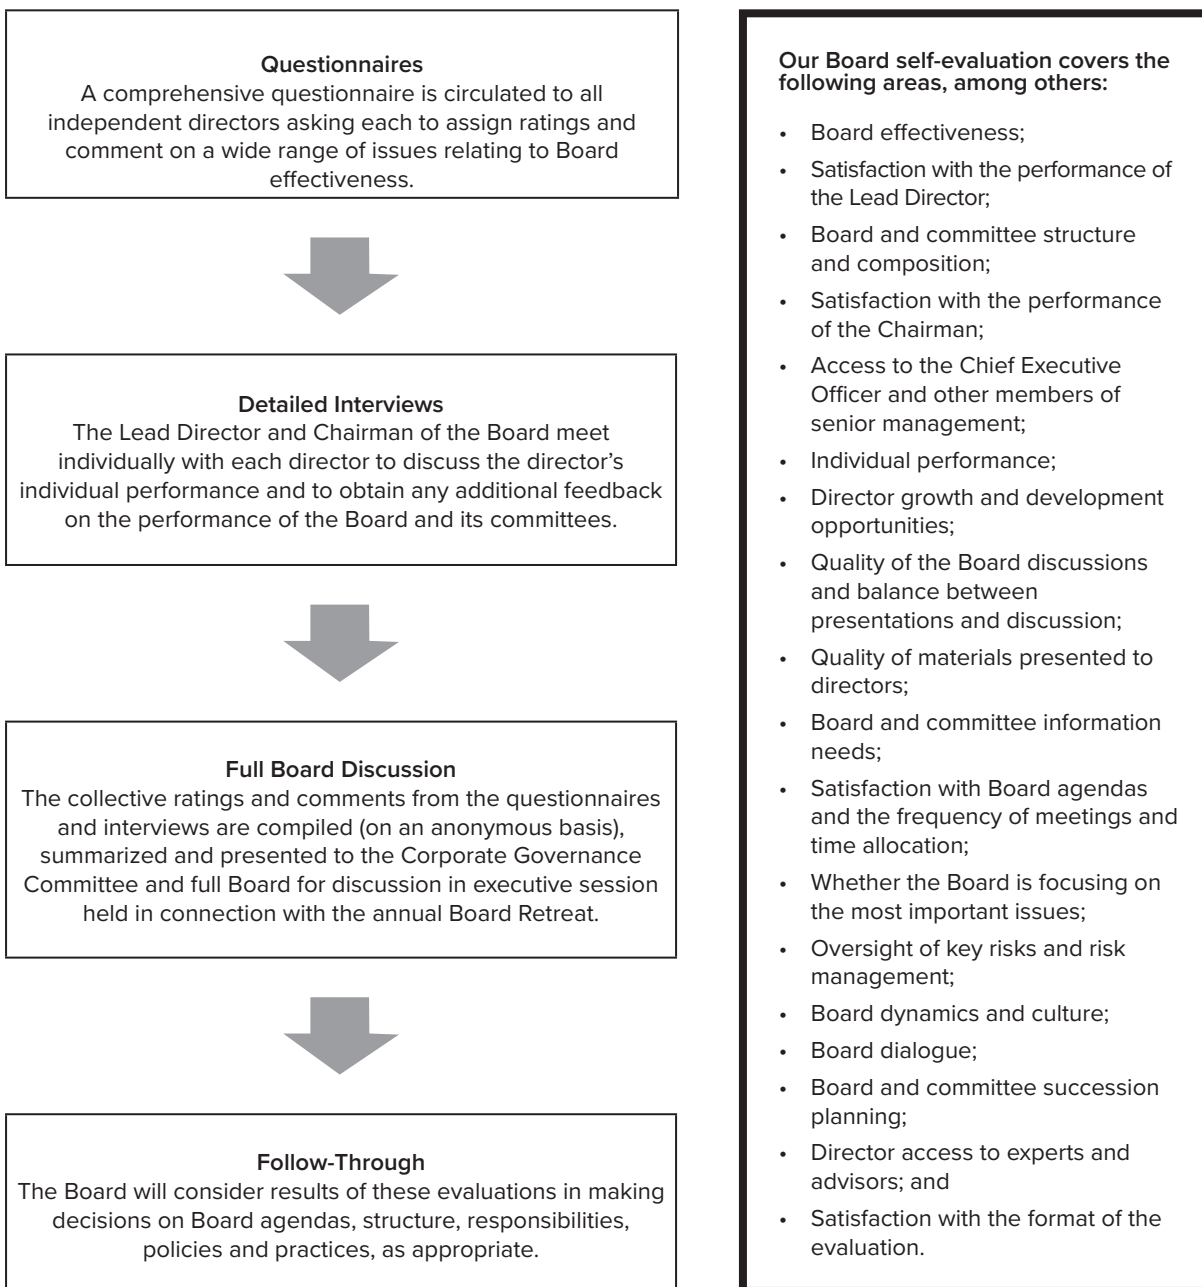 Questionnaires
A comprehensive questionnaire is circulated to all
independent directors asking each to assign ratings and
comment on a wide range of issues relating to Board
effectiveness.
Detailed Interviews
The Lead Director and Chairman of the Board meet
individually with each director to discuss the director’s
individual performance and to obtain any additional feedback
on the performance of the Board and its committees.
Full Board Discussion
The collective ratings and comments from the questionnaires
and interviews are compiled (on an anonymous basis),
summarized and presented to the Corporate Governance
Committee and full Board for discussion in executive session
held in connection with the annual Board Retreat.
Follow-Through
The Board will consider results of these evaluations in making
decisions on Board agendas, structure, responsibilities,
policies and practices, as appropriate.
Our Board self-evaluation covers the
following areas, among others:
• Board effectiveness;
• Satisfaction with the performance of
the Lead Director;
• Board and committee structure
and composition;
• Satisfaction with the performance
of the Chairman;
• Access to the Chief Executive
Officer and other members of
senior management;
• Individual performance;
• Director growth and development
opportunities;
• Quality of the Board discussions
and balance between
presentations and discussion;
• Quality of materials presented to
directors;
• Board and committee information
needs;
• Satisfaction with Board agendas
and the frequency of meetings and
time allocation;
• Whether the Board is focusing on
the most important issues;
• Oversight of key risks and risk
management;
• Board dynamics and culture;
• Board dialogue;
• Board and committee succession
planning;
• Director access to experts and
advisors; and
• Satisfaction with the format of the
evaluation.